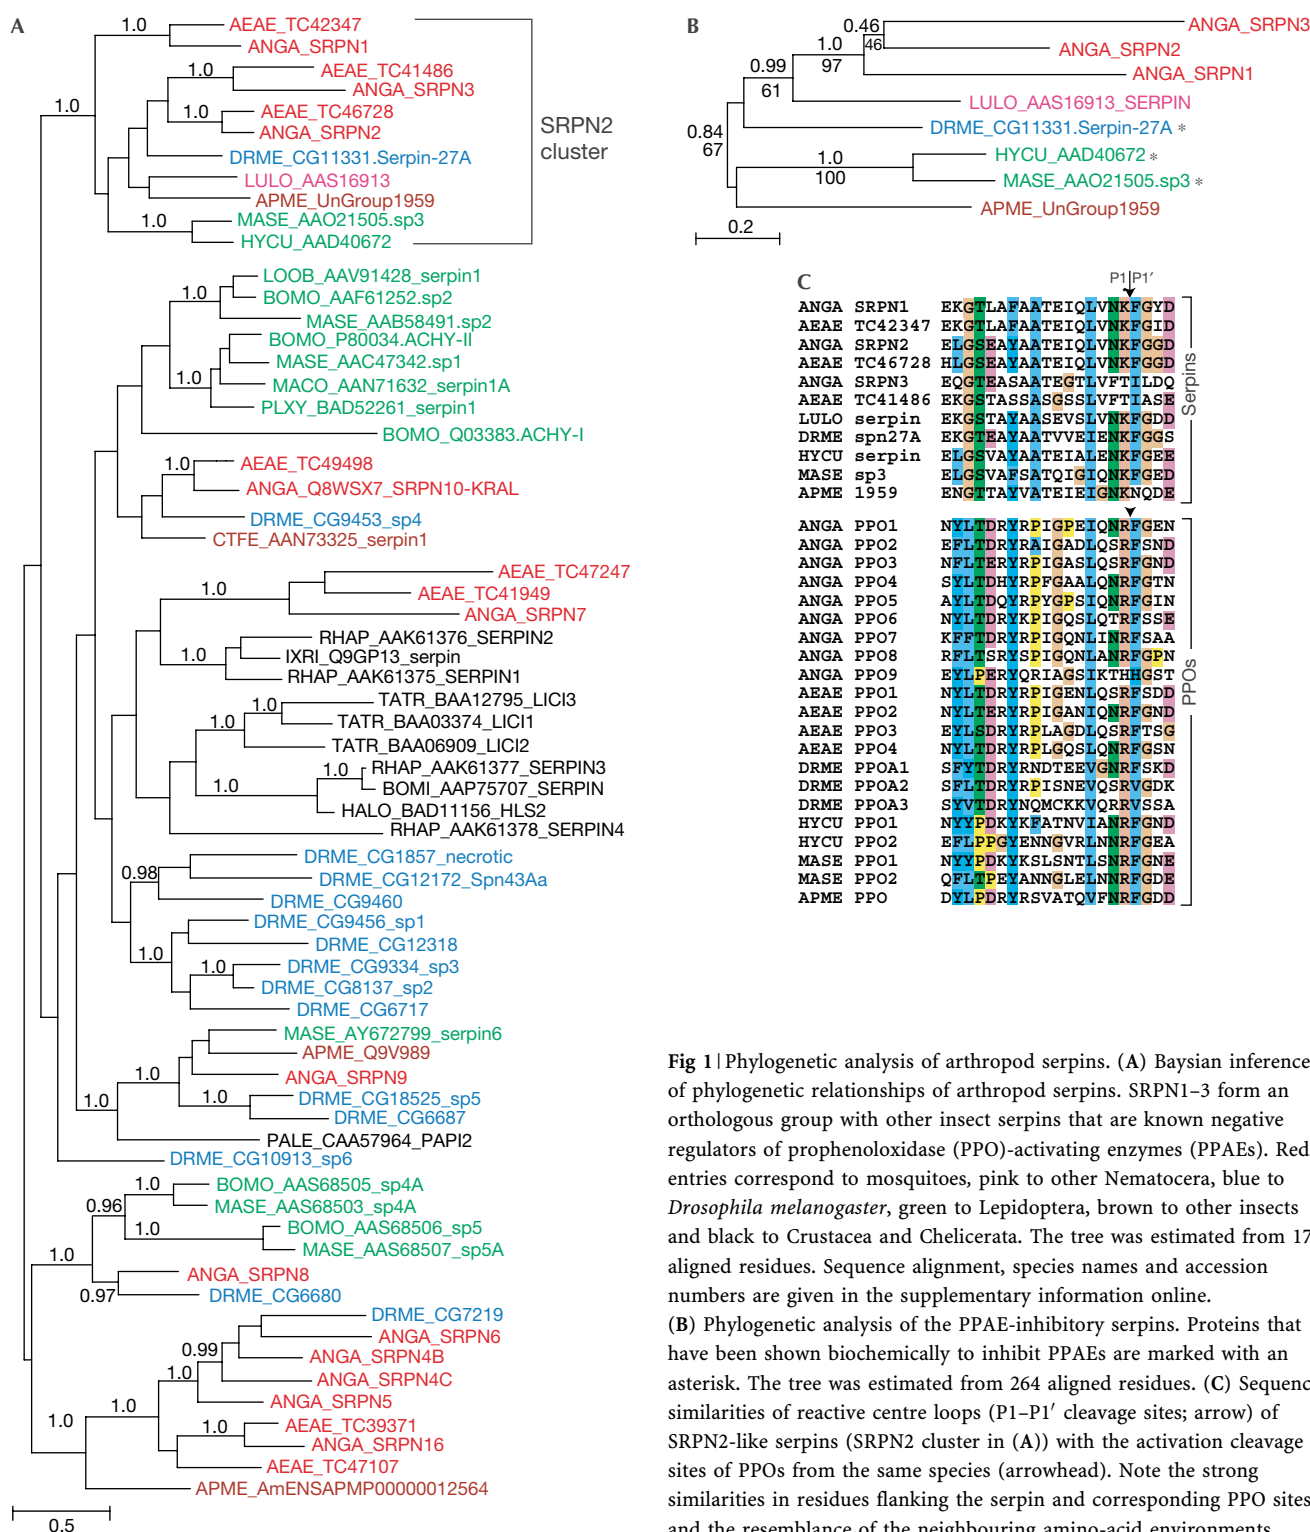 A
1.0
AEAE_TC42347
ANGA_SRPN1
1.0
AEAE_TC41486
ANGA_SRPN3
1.0
1.0
AEAE_TC46728
ANGA_SRPN2
DRME_CG11331.Serpin-27A
LULO_AAS16913
APME_UnGroup1959
1.0
MASE_AAO21505.sp3
HYCU_AAD40672
SRPN2
cluster
LOOB_AAV91428_serpin1
1.0
BOMO_AAF61252.sp2
MASE_AAB58491.sp2
BOMO_P80034.ACHY-II
MASE_AAC47342.sp1
1.0
MACO_AAN71632_serpin1A
PLXY_BAD52261_serpin1
BOMO_Q03383.ACHY-I
1.0
AEAE_TC49498
ANGA_Q8WSX7_SRPN10-KRAL
DRME_CG9453_sp4
CTFE_AAN73325_serpin1
AEAE_TC47247
1.0
AEAE_TC41949
ANGA_SRPN7
RHAP_AAK61376_SERPIN2
1.0
IXRI_Q9GP13_serpin
RHAP_AAK61375_SERPIN1
TATR_BAA12795_LICI3
1.0
1.0
TATR_BAA03374_LICI1
TATR_BAA06909_LICI2
1.0
RHAP_AAK61377_SERPIN3
1.0
BOMI_AAP75707_SERPIN
HALO_BAD11156_HLS2
RHAP_AAK61378_SERPIN4
DRME_CG1857_necrotic
0.98
DRME_CG12172_Spn43Aa
DRME_CG9460
DRME_CG9456_sp1
DRME_CG12318
1.0
1.0
DRME_CG9334_sp3
DRME_CG8137_sp2
DRME_CG6717
MASE_AY672799_serpin6
APME_Q9V989
1.0
ANGA_SRPN9
1.0
1.0
DRME_CG18525_sp5
DRME_CG6687
PALE_CAA57964_PAPI2
DRME_CG10913_sp6
1.0
BOMO_AAS68505_sp4A
0.96
MASE_AAS68503_sp4A
1.0
BOMO_AAS68506_sp5
MASE_AAS68507_sp5A
1.0
ANGA_SRPN8
0.97
DRME_CG6680
DRME_CG7219
ANGA_SRPN6
0.99
ANGA_SRPN4B
1.0
ANGA_SRPN4C
ANGA_SRPN5
1.0
1.0
1.0
AEAE_TC39371
ANGA_SRPN16
AEAE_TC47107
APME_AmENSAPMP00000012564
0.5
B
0.46
46
ANGA_SRPN3
1.0
97
ANGA_SRPN2
ANGA_SRPN1
0.99
61
LULO_AAS16913_SERPIN
0.84
67
DRME_CG11331.Serpin-27A *
1.0
100
HYCU_AAD40672 *
MASE_AAO21505.sp3 *
APME_UnGroup1959
0.2
C
P1 P1′
ANGA SRPN1 EKGTLAFAATEIQLVNKFGYD
AEAE TC42347 EKGTLAFAATEIQLVNKFGID
ANGA SRPN2 ELGSEAYAATEIQLVNKFGGD
AEAE TC46728 HLGSEAYAATEIQLVNKFGGD
ANGA SRPN3 EQGTEASAATEGTLVFTILDQ
AEAE TC41486 EKGSTASSASGSSLVFTIASE
LULO serpin EKGSTAYAASEVSLVNKFGDD
DRME spn27A EKGTEAYAATVVEIENKFGGS
HYCU serpin ELGSVAYAATEIALENKFGEE
MASE sp3 ELGSVAFSATQIGIQNKFGED
APME 1959 ENGTTAYVATEIEIGNKNQDE
Serpins
ANGA PPO1 NYLTDRYRPIGPEIQNRFGEN
ANGA PPO2 EFLTDRYRAIGADLQSRFSND
ANGA PPO3 NFLTERYRPIGASLQSRFGND
ANGA PPO4 SYLTDHYRPFGAALQNRFGTN
ANGA PPO5 AYLTDQYRPYGPSIQNRFGIN
ANGA PPO6 NYLTDRYKPIGQSLQTRFSSE
ANGA PPO7 KFFTDRYRPIGQNLINRFSAA
ANGA PPO8 RFLTSRYSPIGQNLANRFGPN
ANGA PPO9 EYLPERYQRIAGSIKTHHGST
AEAE PPO1 NYLTDRYRPIGENLQSRFSDD
AEAE PPO2 NYLTERYRPIGANIQNRFGND
AEAE PPO3 EYLSDRYRPLAGDLQSRFTSG
AEAE PPO4 NYLTDRYRPLGQSLQNRFGSN
DRME PPOA1 SFYTDRYRNDTEEVGNRFSKD
DRME PPOA2 SFLTDRYRPISNEVQSRVGDK
DRME PPOA3 SYVTDRYNQMCKKVQRRVSSA
HYCU PPO1 NYYPDKYKFATNVIANRFGND
HYCU PPO2 EFLPPGYENNGVRLNNRFGEA
MASE PPO1 NYYPDKYKSLSNTLSNRFGNE
MASE PPO2 QFLTPEYANNGLELNNRFGDE
APME PPO DYLPDRYRSVATQVFNRFGDD
PPOs
Fig 1 | Phylogenetic analysis of arthropod serpins. (A) Baysian inference
of phylogenetic relationships of arthropod serpins. SRPN1–3 form an
orthologous group with other insect serpins that are known negative
regulators of prophenoloxidase (PPO)-activating enzymes (PPAEs). Red
entries correspond to mosquitoes, pink to other Nematocera, blue to
Drosophila melanogaster, green to Lepidoptera, brown to other insects
and black to Crustacea and Chelicerata. The tree was estimated from 17
aligned residues. Sequence alignment, species names and accession
numbers are given in the supplementary information online.
(B) Phylogenetic analysis of the PPAE-inhibitory serpins. Proteins that
have been shown biochemically to inhibit PPAEs are marked with an
asterisk. The tree was estimated from 264 aligned residues. (C) Sequenc
similarities of reactive centre loops (P1–P1′ cleavage sites; arrow) of
SRPN2-like serpins (SRPN2 cluster in (A)) with the activation cleavage
sites of PPOs from the same species (arrowhead). Note the strong
similarities in residues flanking the serpin and corresponding PPO sites
and the resemblance of the neighbouring amino-acid environments